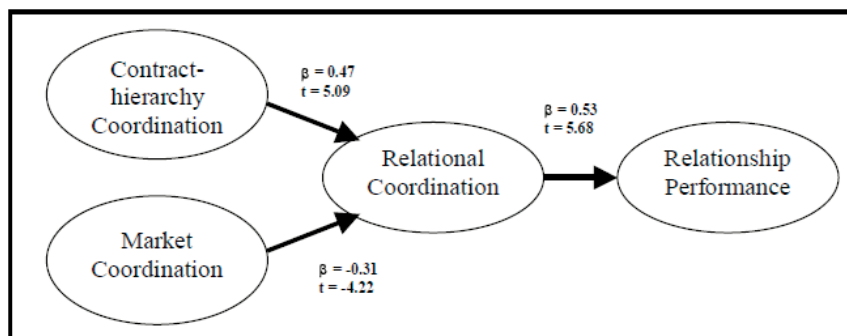 Contract-
hierarchy
Coordination
β = 0.47
t = 5.09
β = 0.53
t = 5.68
Relational
Coordination
Relationship
Performance
Market
Coordination
β = -0.31
t = -4.22